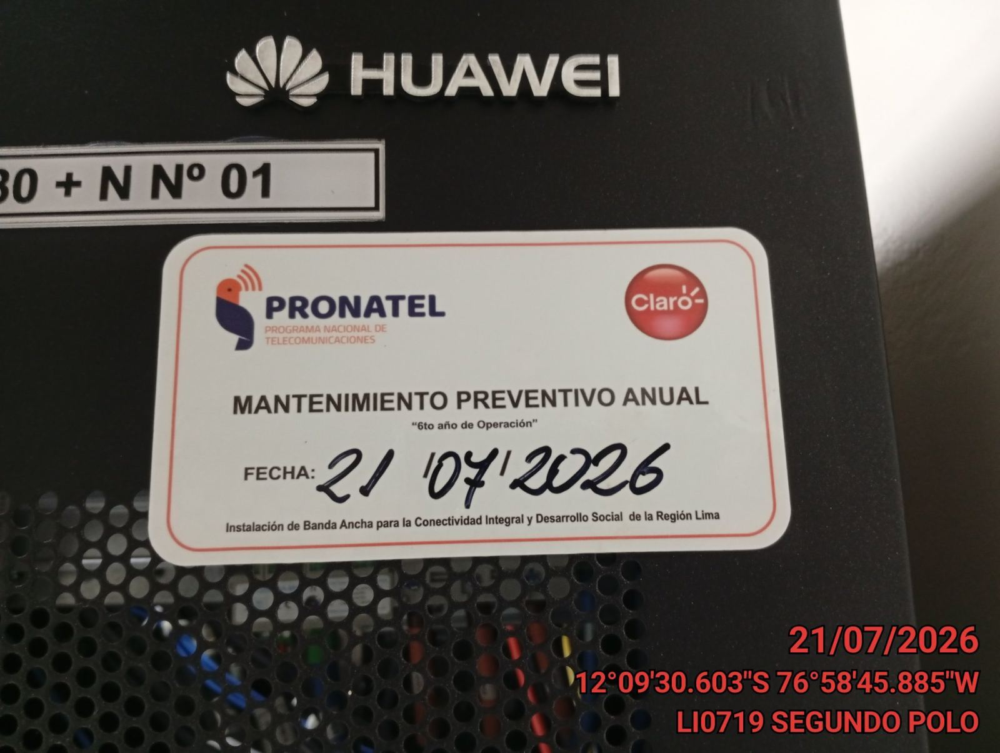 HUAWEI
30 + N Nº 01
PRONATEL
PROGRAMA NACIONAL DE
TELECOMUNICACIONES
Claro
MANTENIMIENTO PREVENTIVO ANUAL
“6to año de Operación”
FECHA: 21 /07/2026
Instalación de Banda Ancha para la Conectividad Integral y Desarrollo Social de la Región Lima
21/07/2026
12°09'30.603"S 76°58'45.885"W
LI0719 SEGUNDO POLO